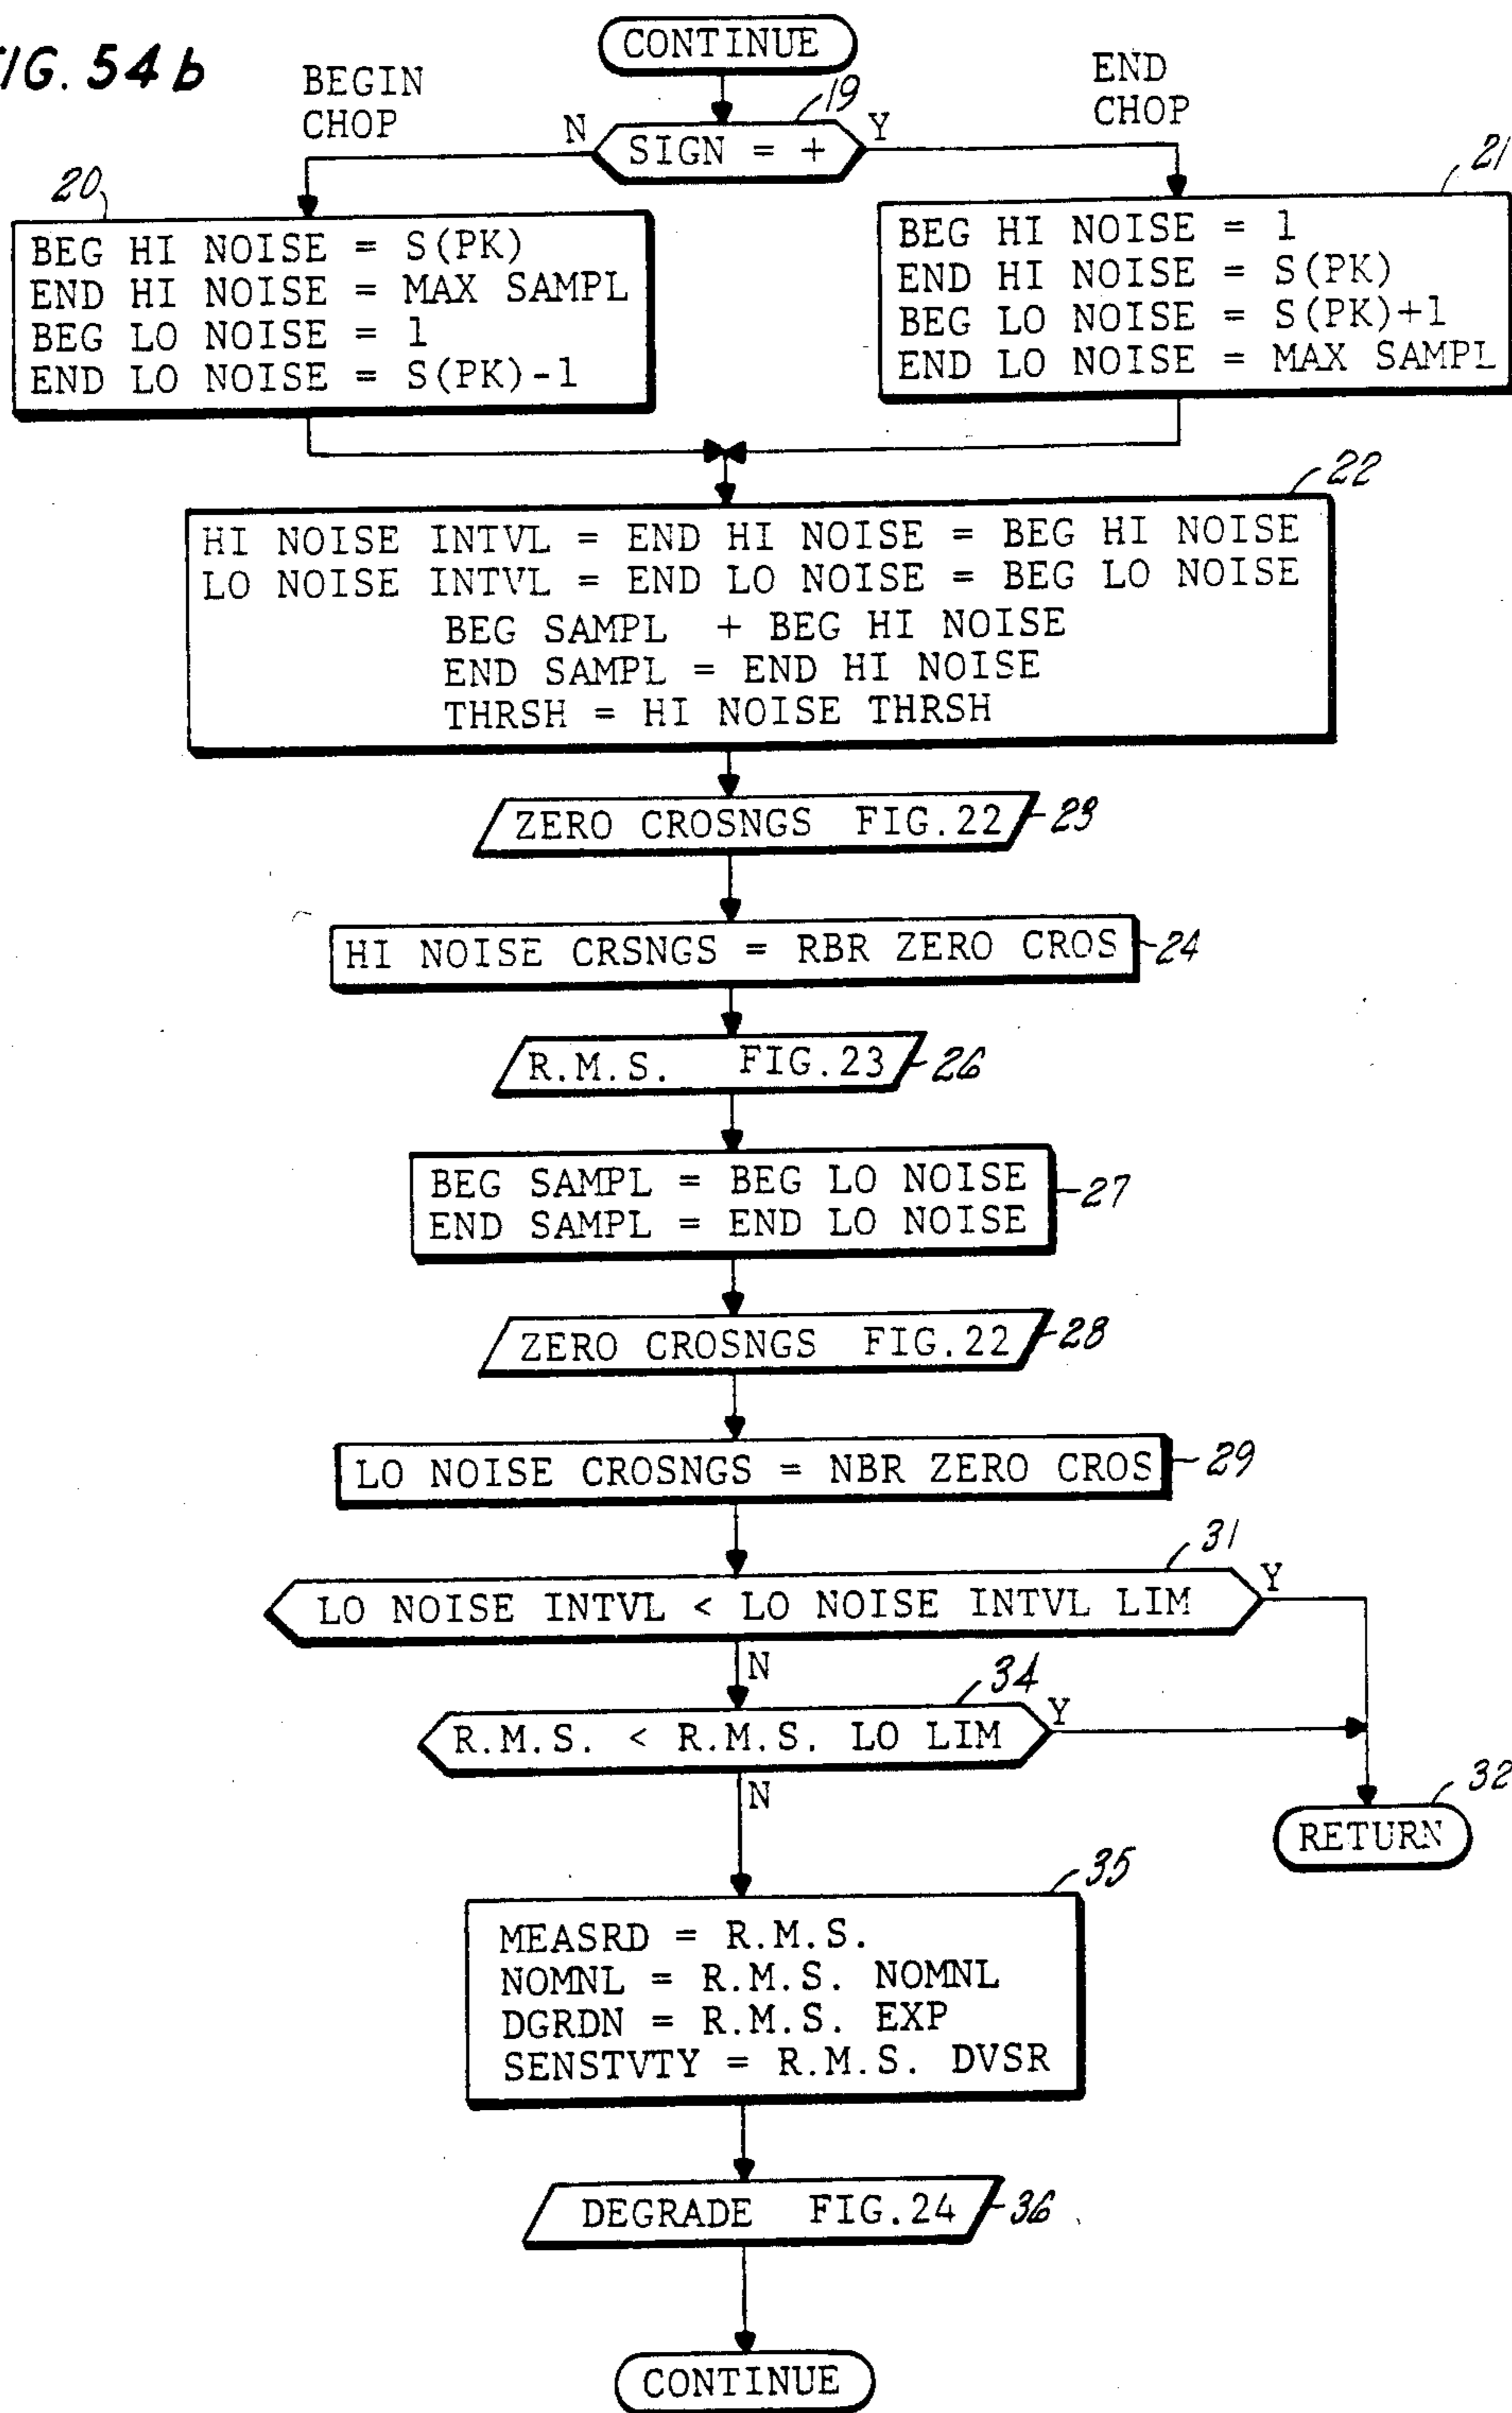 FIG. 54b
CONTINUE
BEGIN
CHOP
END
CHOP
19
N
SIGN = +
Y
20
BEG HI NOISE = S(PK)
END HI NOISE = MAX SAMPL
BEG LO NOISE = 1
END LO NOISE = S(PK)-1
21
BEG HI NOISE = 1
END HI NOISE = S(PK)
BEG LO NOISE = S(PK)+1
END LO NOISE = MAX SAMPL
22
HI NOISE INTVL = END HI NOISE = BEG HI NOISE
LO NOISE INTVL = END LO NOISE = BEG LO NOISE
BEG SAMPL + BEG HI NOISE
END SAMPL = END HI NOISE
THRSH = HI NOISE THRSH
ZERO CROSNGS FIG.22
23
HI NOISE CRSNGS = RBR ZERO CROS
24
R.M.S. FIG.23
26
BEG SAMPL = BEG LO NOISE
END SAMPL = END LO NOISE
27
ZERO CROSNGS FIG.22
28
LO NOISE CROSNGS = NBR ZERO CROS
29
31
LO NOISE INTVL < LO NOISE INTVL LIM
Y
N
34
R.M.S. < R.M.S. LO LIM
Y
N
32
RETURN
35
MEASRD = R.M.S.
NOMNL = R.M.S. NOMNL
DGRDN = R.M.S. EXP
SENSTVTY = R.M.S. DVSR
DEGRADE FIG.24
36
CONTINUE